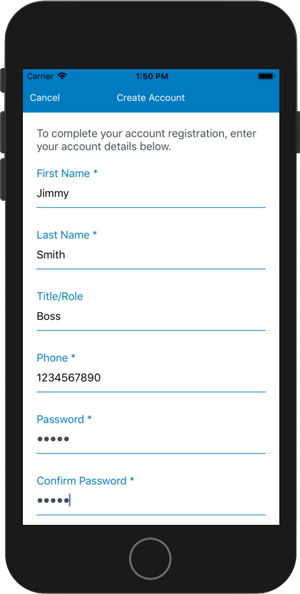 Carrier 1:50 PM
Cancel Create Account
To complete your account registration, enter
your account details below.
First Name *
Jimmy
Last Name *
Smith
Title/Role
Boss
Phone *
1234567890
Password *
●●●●●
Confirm Password *
●●●●●